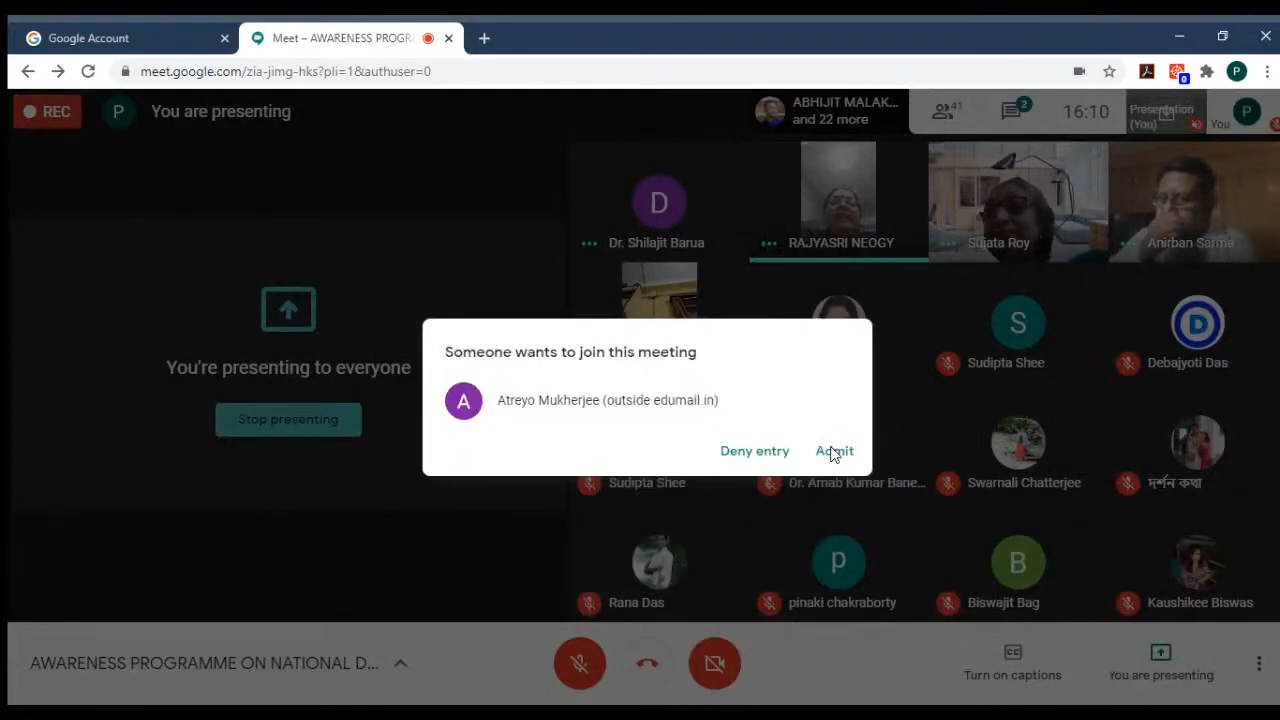 Google Account
Meet – AWARENESS PROGR
meet.google.com/zia-jimg-hks?pli=1&authuser=0
P
0
REC
P
You are presenting
ABHIJIT MALAK...
and 22 more
41
2
16:10
Presentation
(You)
You
P
D
Dr. Shilajit Barua
RAJYASRI NEOGY
Sujata Roy
Anirban Sarma
You're presenting to everyone
Stop presenting
Someone wants to join this meeting
A
Atreyo Mukherjee (outside edumail.in)
Deny entry
Admit
S
Sudipta Shee
D
Debajyoti Das
Sudipta Shee
Dr. Arnab Kumar Bane...
Swarnali Chatterjee
দর্শন কথা
Rana Das
p
pinaki chakraborty
B
Biswajit Bag
Kaushikee Biswas
AWARENESS PROGRAMME ON NATIONAL D...
CC
Turn on captions
You are presenting